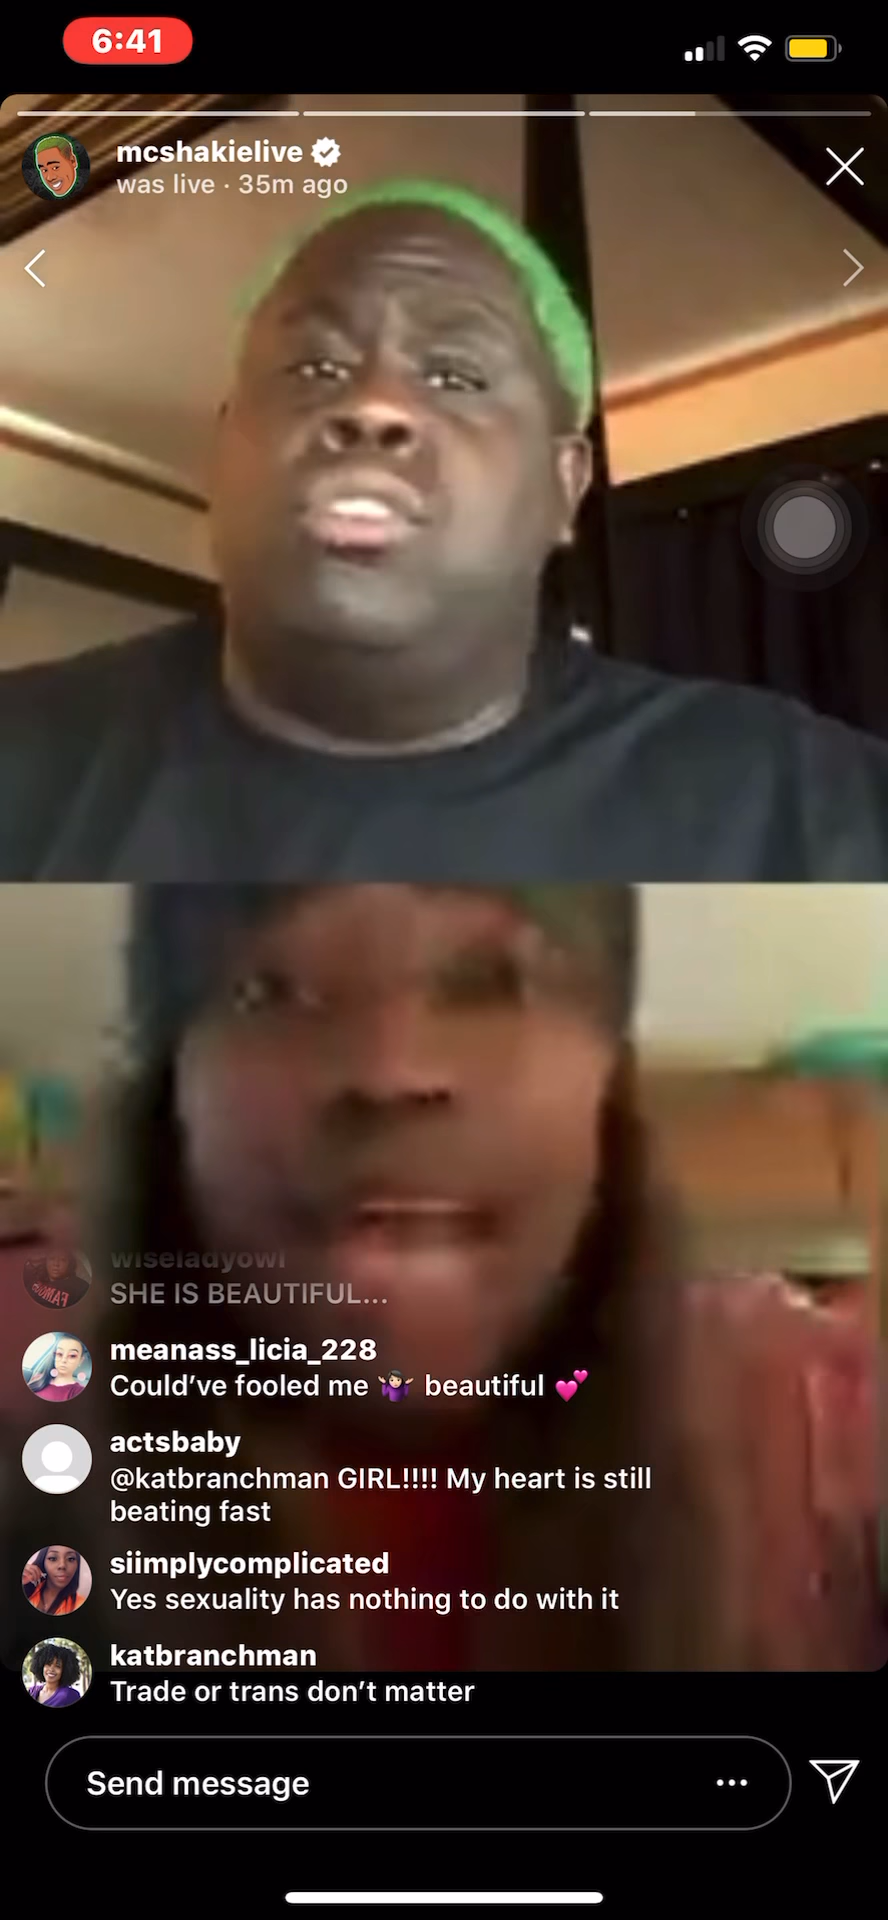 6:41
mcshakielive
was live · 35m ago
wiseladyowl
SHE IS BEAUTIFUL...
meanass_licia_228
Could’ve fooled me 🤷🏻‍♀️ beautiful 💕
actsbaby
@katbranchman GIRL!!!! My heart is still
beating fast
siimplycomplicated
Yes sexuality has nothing to do with it
katbranchman
Trade or trans don’t matter
Send message